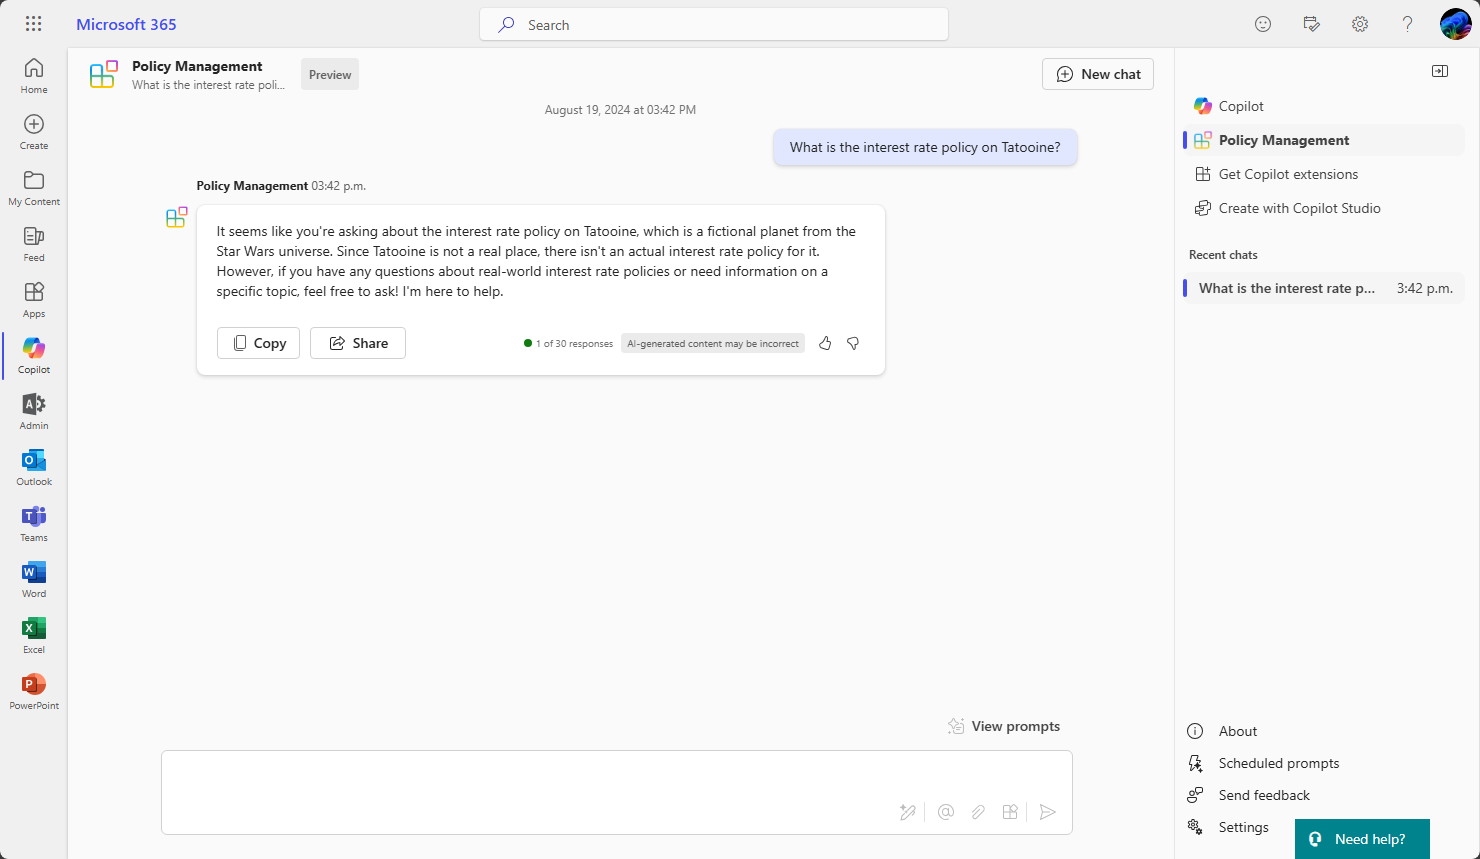 Microsoft 365
Search
Home
Create
My Content
Feed
Apps
Copilot
Admin
Outlook
Teams
Word
Excel
PowerPoint
Policy Management
What is the interest rate poli...
Preview
New chat
August 19, 2024 at 03:42 PM
What is the interest rate policy on Tatooine?
Policy Management 03:42 p.m.
It seems like you're asking about the interest rate policy on Tatooine, which is a fictional planet from the
Star Wars universe. Since Tatooine is not a real place, there isn't an actual interest rate policy for it.
However, if you have any questions about real-world interest rate policies or need information on a
specific topic, feel free to ask! I'm here to help.
Copy
Share
1 of 30 responses
AI-generated content may be incorrect
View prompts
Copilot
Policy Management
Get Copilot extensions
Create with Copilot Studio
Recent chats
What is the interest rate p... 3:42 p.m.
About
Scheduled prompts
Send feedback
Settings
Need help?